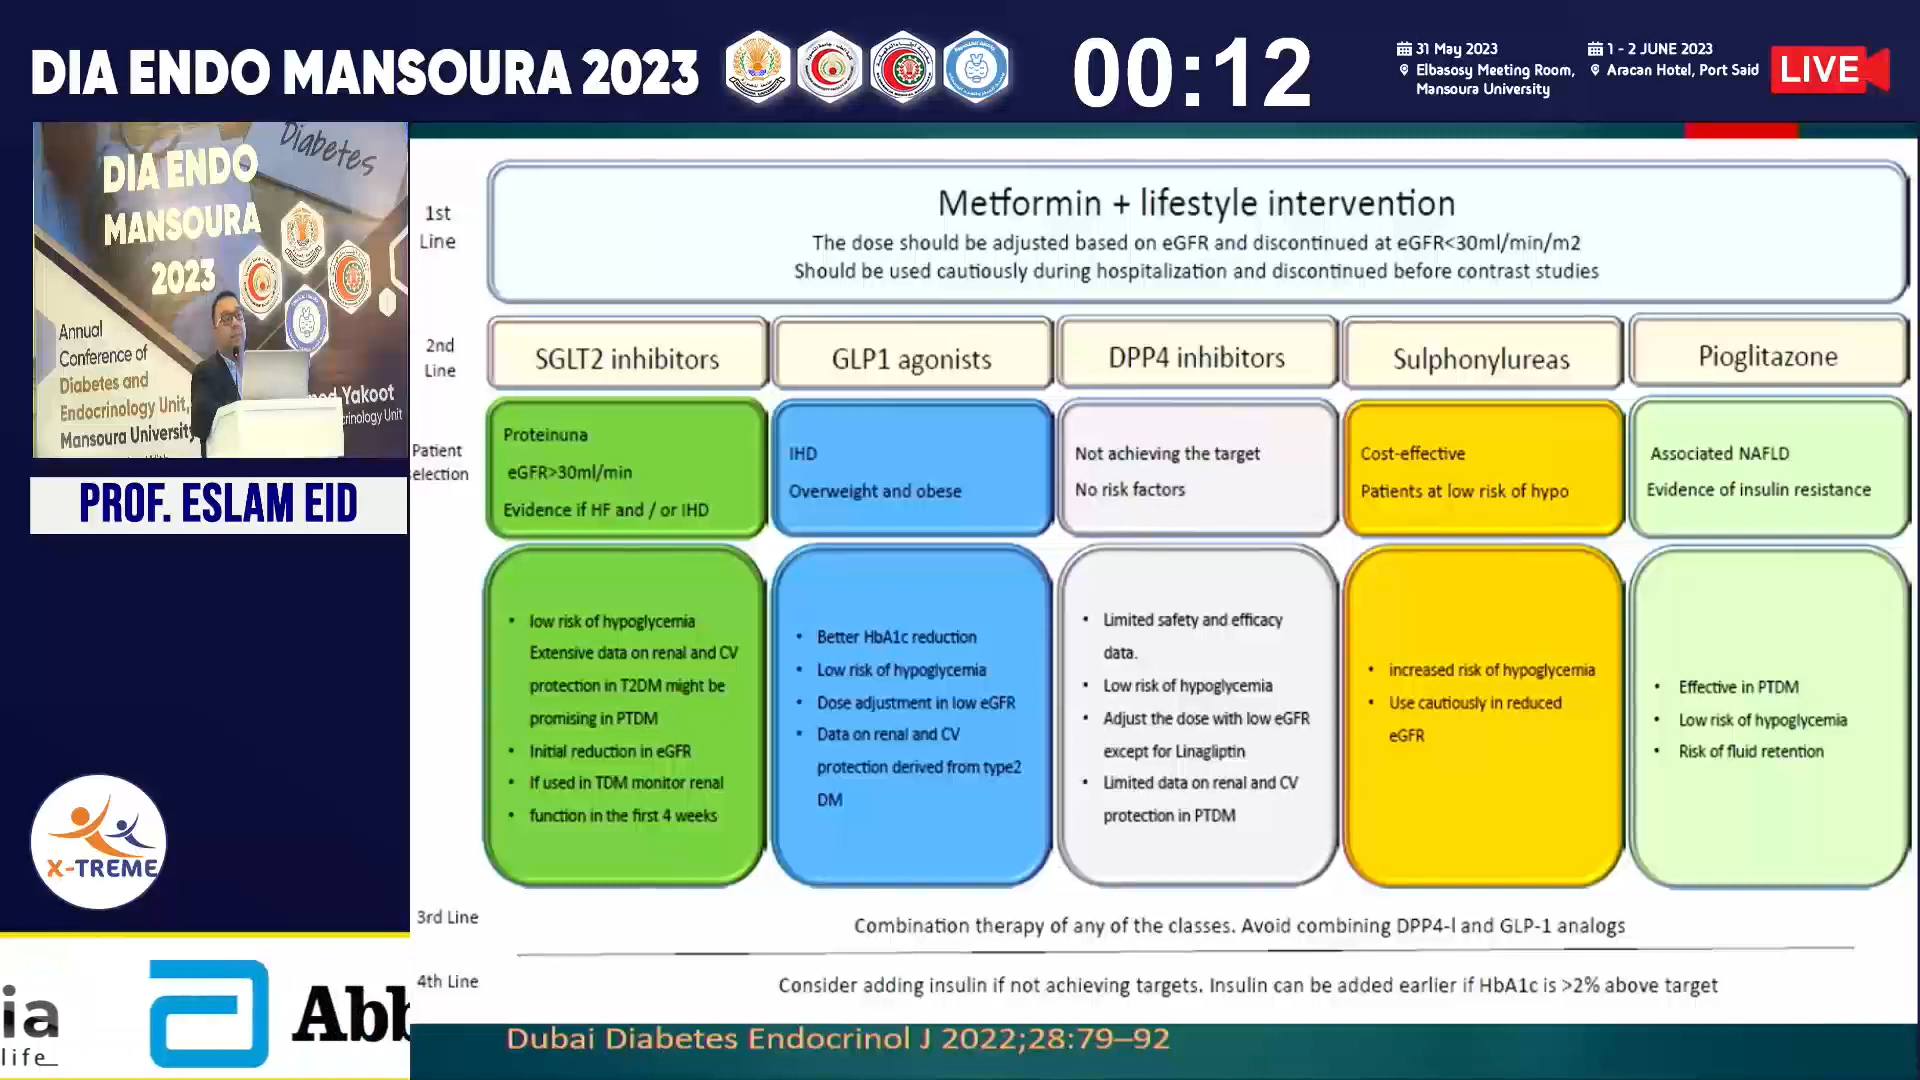 DIA ENDO MANSOURA 2023
00:12
31 May 2023
Elbasosy Meeting Room,
Mansoura University
1 - 2 JUNE 2023
Aracan Hotel, Port Said
LIVE
Diabetes
DIA ENDO
MANSOURA
2023
Annual
Conference of
Diabetes and
Endocrinology Unit,
Mansoura University
Yakoot
crinology Unit
PROF. ESLAM EID
X-TREME
ia
life_
Abb
1st
Line
Metformin + lifestyle intervention
The dose should be adjusted based on eGFR and discontinued at eGFR<30ml/min/m2
Should be used cautiously during hospitalization and discontinued before contrast studies
2nd
Line
SGLT2 inhibitors
GLP1 agonists
DPP4 inhibitors
Sulphonylureas
Pioglitazone
Patient
election
Proteinuna
eGFR>30ml/min
Evidence if HF and / or IHD
IHD
Overweight and obese
Not achieving the target
No risk factors
Cost-effective
Patients at low risk of hypo
Associated NAFLD
Evidence of insulin resistance
• low risk of hypoglycemia
Extensive data on renal and CV
protection in T2DM might be
promising in PTDM
• Initial reduction in eGFR
• If used in TDM monitor renal
• function in the first 4 weeks
• Better HbA1c reduction
• Low risk of hypoglycemia
• Dose adjustment in low eGFR
• Data on renal and CV
protection derived from type2
DM
• Limited safety and efficacy
data.
• Low risk of hypoglycemia
• Adjust the dose with low eGFR
except for Linagliptin
• Limited data on renal and CV
protection in PTDM
• increased risk of hypoglycemia
• Use cautiously in reduced
eGFR
• Effective in PTDM
• Low risk of hypoglycemia
• Risk of fluid retention
3rd Line
Combination therapy of any of the classes. Avoid combining DPP4-I and GLP-1 analogs
4th Line
Consider adding insulin if not achieving targets. Insulin can be added earlier if HbA1c is >2% above target
Dubai Diabetes Endocrinol J 2022;28:79–92